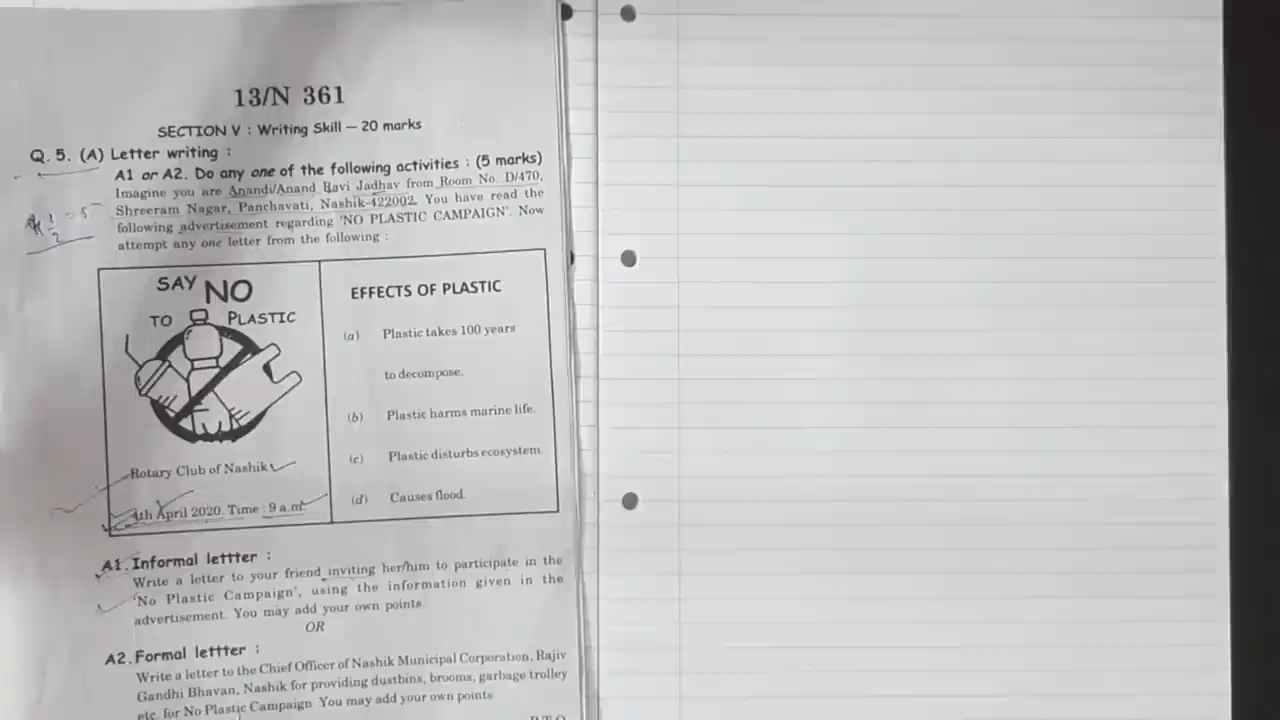 13/N 361
SECTION V : Writing Skill – 20 marks
Q. 5. (A) Letter writing :
A1 or A2. Do any one of the following activities : (5 marks)
Imagine you are Anandi/Anand Ravi Jadhav from Room No. D/470,
Shreeram Nagar, Panchavati, Nashik-422002. You have read the
following advertisement regarding 'NO PLASTIC CAMPAIGN'. Now
attempt any one letter from the following :
SAY NO
TO PLASTIC
Rotary Club of Nashik
4th April 2020. Time : 9 a.m.
EFFECTS OF PLASTIC
(a) Plastic takes 100 years
to decompose.
(b) Plastic harms marine life.
(c) Plastic disturbs ecosystem.
(d) Causes flood.
A1. Informal lettter :
Write a letter to your friend inviting her/him to participate in the
'No Plastic Campaign', using the information given in the
advertisement. You may add your own points.
OR
A2. Formal lettter :
Write a letter to the Chief Officer of Nashik Municipal Corporation, Rajiv
Gandhi Bhavan, Nashik for providing dustbins, brooms, garbage trolley
etc. for No Plastic Campaign You may add your own points
P.T.O